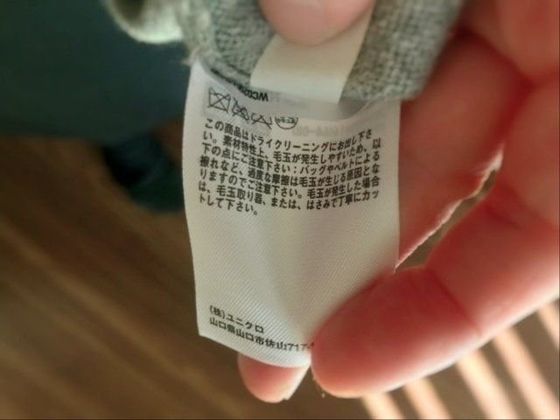 この商品はドライクリーニングにお出し下さ
い。素材特性上、毛玉が発生しやすいため、以
下の点にご注意下さい:バッグやベルトによる
擦れなど、過度な摩擦は毛玉が生じる原因とな
りますのでご注意下さい。毛玉が発生した場合
は、毛玉取り器、または、はさみで丁寧にカッ
トして下さい。
(株)ユニクロ
山口県山口市佐山717-